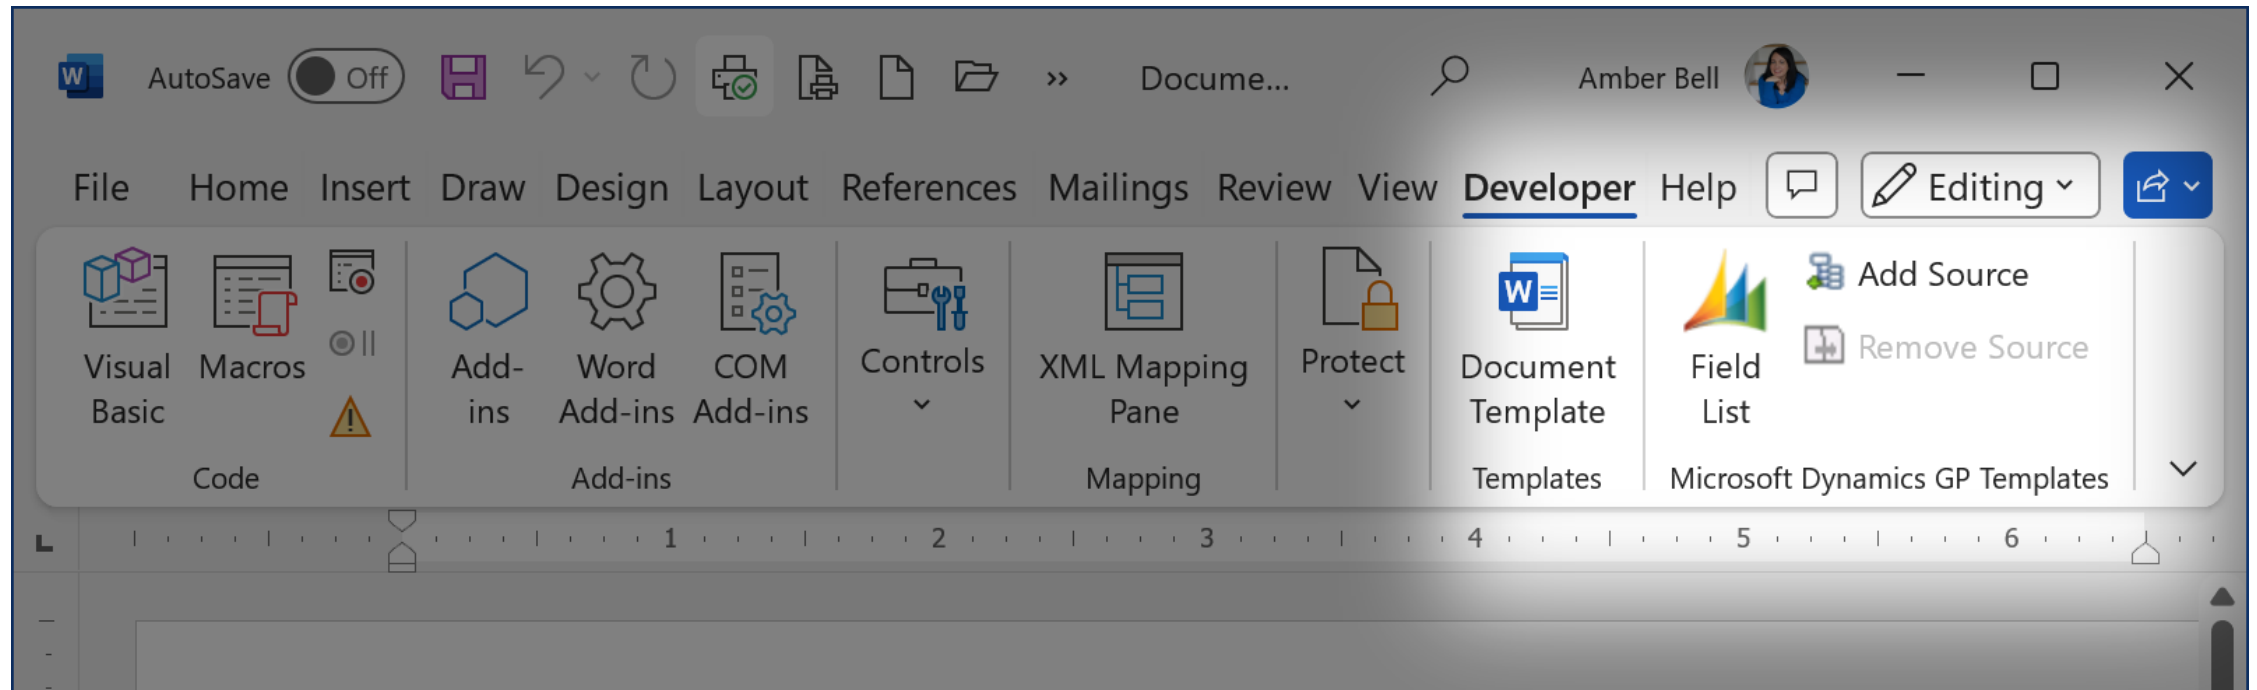 W AutoSave Off Docume... Amber Bell
File Home Insert Draw Design Layout References Mailings Review View Developer Help Editing
Visual
Basic
Macros
Code
Add-
ins
Word
Add-ins
COM
Add-ins
Add-ins
Controls
XML Mapping
Pane
Mapping
Protect
W
Document
Template
Templates
Field
List
Add Source
Remove Source
Microsoft Dynamics GP Templates
1 2 3 4 5 6